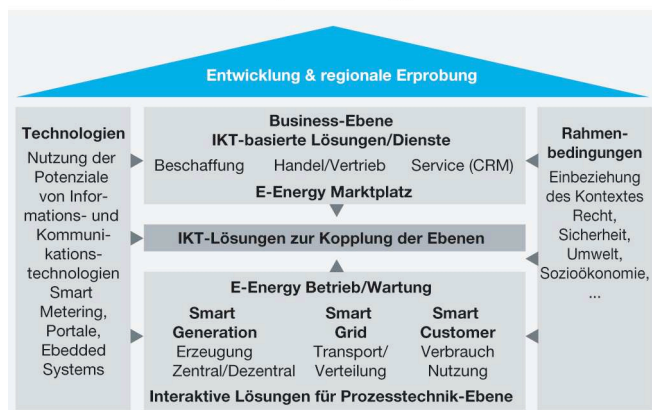 Entwicklung & regionale Erprobung
Technologien
Nutzung der
Potenziale
von Infor-
mations- und
Kommuni-
kations-
technologien
Smart
Metering,
Portale,
Ebedded
Systems
Business-Ebene
IKT-basierte Lösungen/Dienste
Beschaffung Handel/Vertrieb Service (CRM)
E-Energy Marktplatz
IKT-Lösungen zur Kopplung der Ebenen
E-Energy Betrieb/Wartung
Smart
Generation
Erzeugung
Zentral/Dezentral
Smart
Grid
Transport/
Verteilung
Smart
Customer
Verbrauch
Nutzung
Interaktive Lösungen für Prozesstechnik-Ebene
Rahmen-
bedingungen
Einbeziehung
des Kontextes
Recht,
Sicherheit,
Umwelt,
Sozioökonomie,
...